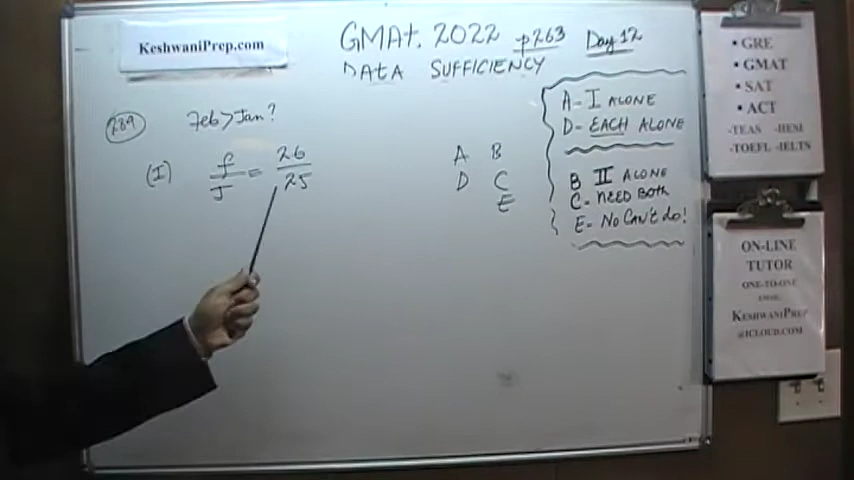 KeshwaniPrep.com
GMAt. 2022 p263 Day 12
DATA SUFFICIENCY
289 Feb>Jan?
(I) f/J = 26/25
A B
D C
E
A- I ALONE
D- EACH ALONE
B II ALONE
C- NEED BOTH
E- NO CAN'T do!
• GRE
• GMAT
• SAT
• ACT
-TEAS -HESI
-TOEFL -IELTS
ON-LINE
TUTOR
ONE-TO-ONE
KESHWANIPREP
@ICLOUD.COM